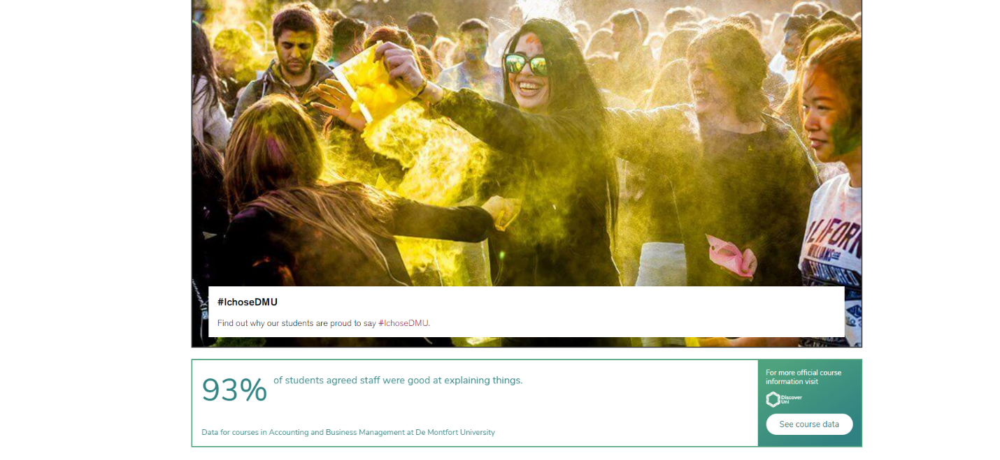 #IchoseDMU
Find out why our students are proud to say #IchoseDMU.
93% of students agreed staff were good at explaining things.
Data for courses in Accounting and Business Management at De Montfort University
For more official course
information visit
Discover
Uni
See course data
ALIFORN